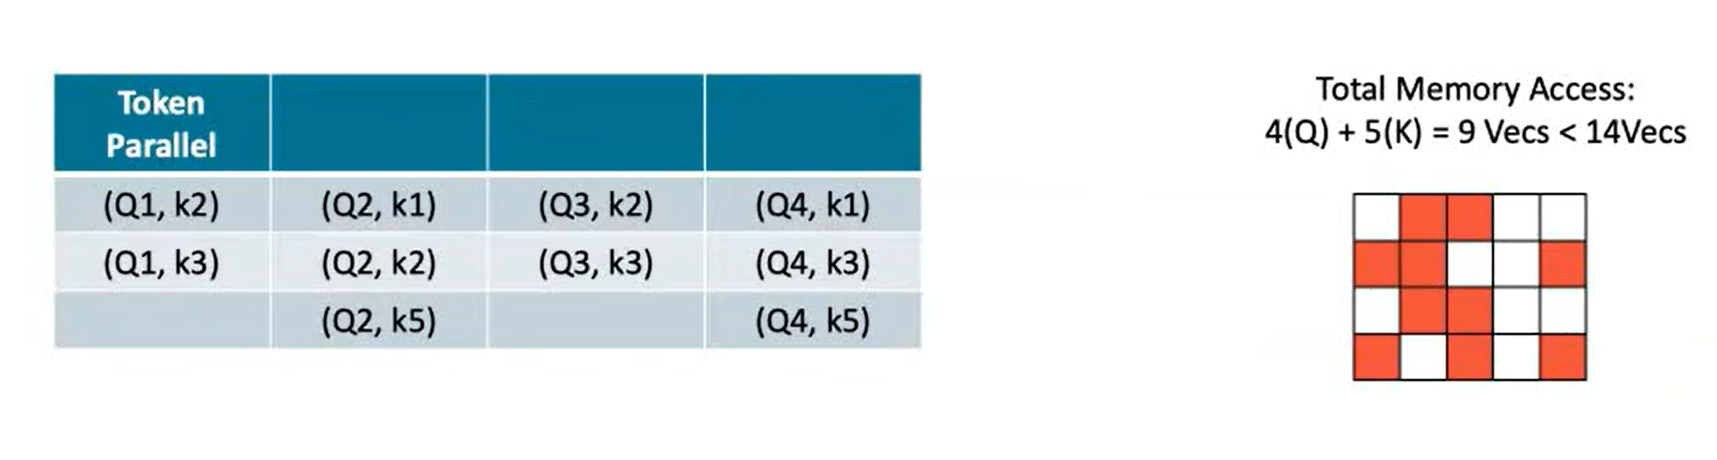 Token
Parallel
(Q1, k2) (Q2, k1) (Q3, k2) (Q4, k1)
(Q1, k3) (Q2, k2) (Q3, k3) (Q4, k3)
(Q2, k5) (Q4, k5)
Total Memory Access:
4(Q) + 5(K) = 9 Vecs < 14Vecs